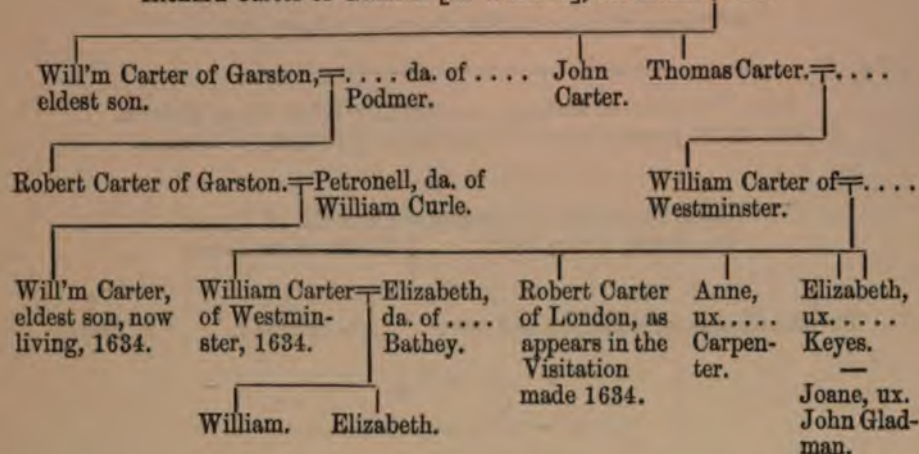 Will'm Carter of Garston, eldest son.
. . . . da. of . . . . Podmer.
John Carter.
Thomas Carter. . . . .
Robert Carter of Garston.
Petronell, da. of William Curle.
William Carter of Westminster. . . . .
Will'm Carter, eldest son, now living, 1634.
William Carter of Westmin-ster, 1634.
Elizabeth, da. of . . . . Bathey.
Robert Carter of London, as appears in the Visitation made 1634.
Anne, ux. . . . . Carpen-ter.
Elizabeth, ux. . . . . Keyes.
—
Joane, ux. John Glad-man.
William.
Elizabeth.